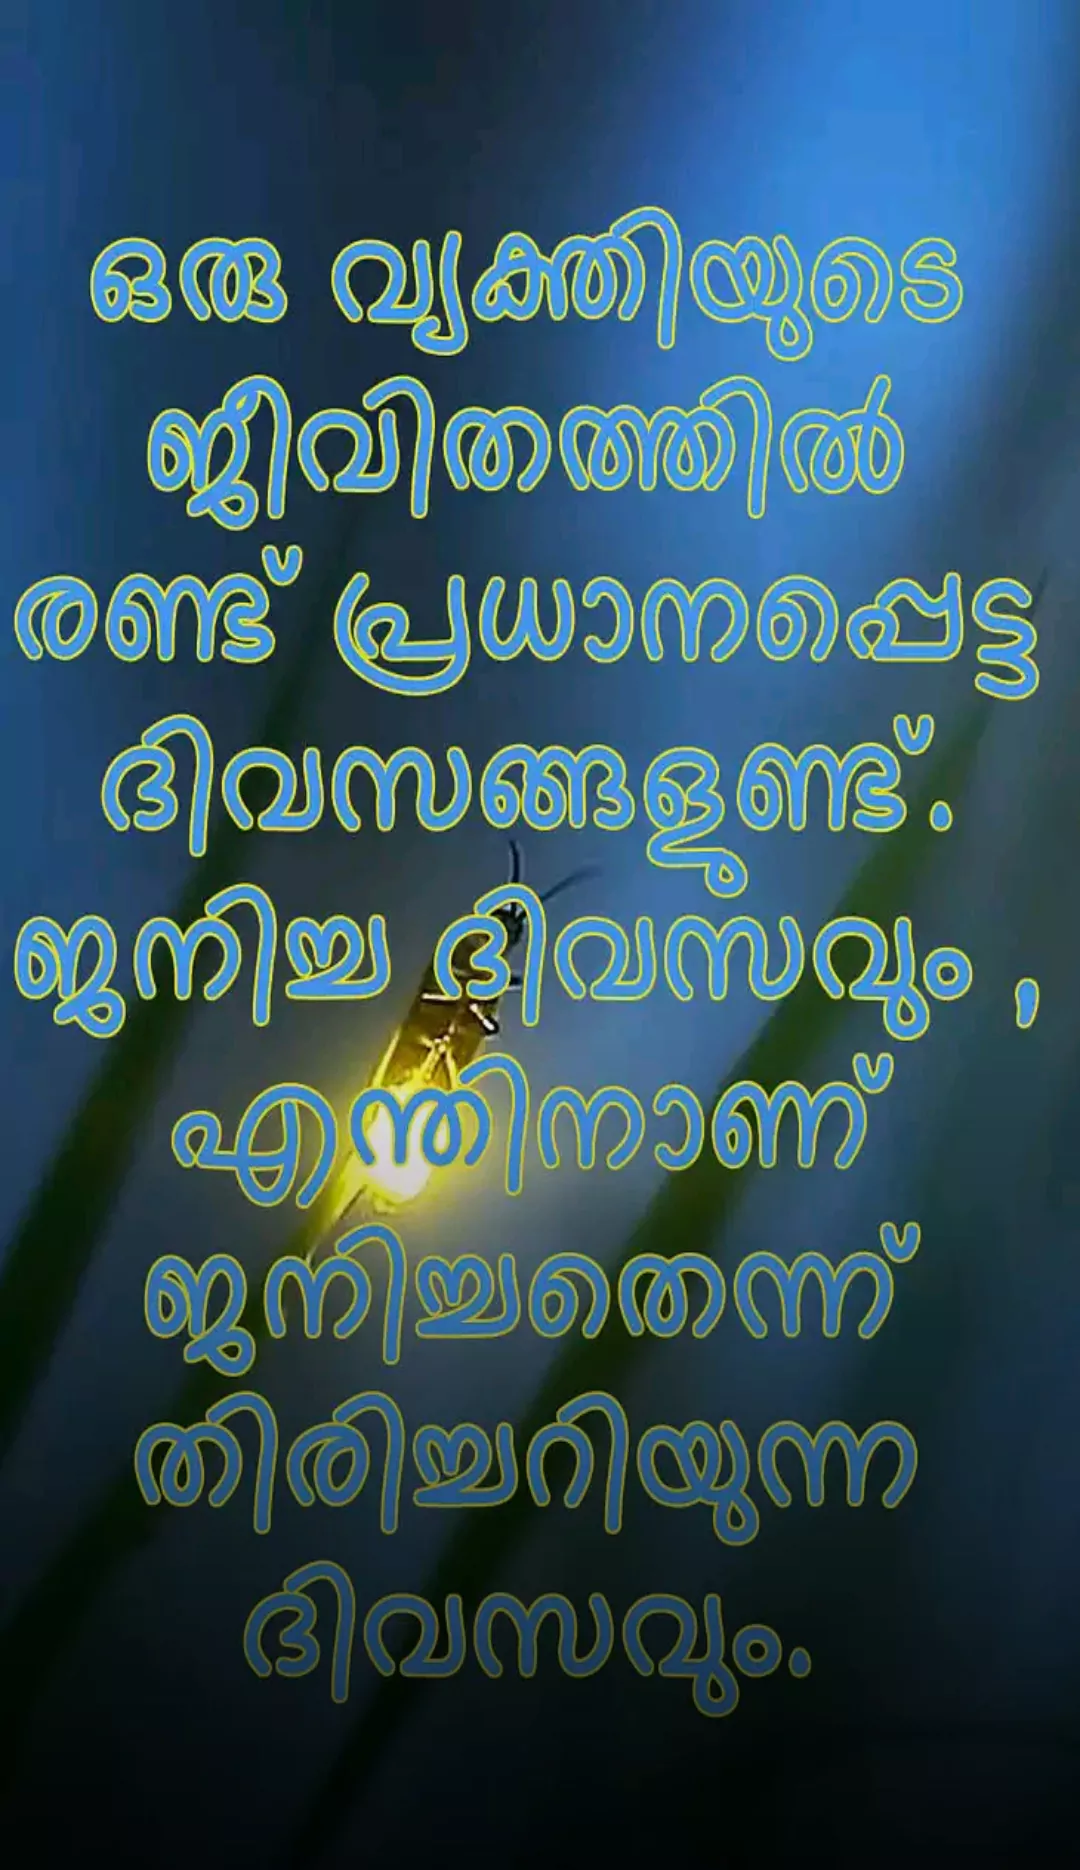 ഒരു വ്യക്തിയുടെ
ജീവിതത്തിൽ
രണ്ട് പ്രധാനപ്പെട്ട
ദിവസങ്ങളുണ്ട്.
ജനിച്ച ദിവസവും ,
എന്തിനാണ്
ജനിച്ചതെന്ന്
തിരിച്ചറിയുന്ന
ദിവസവും.